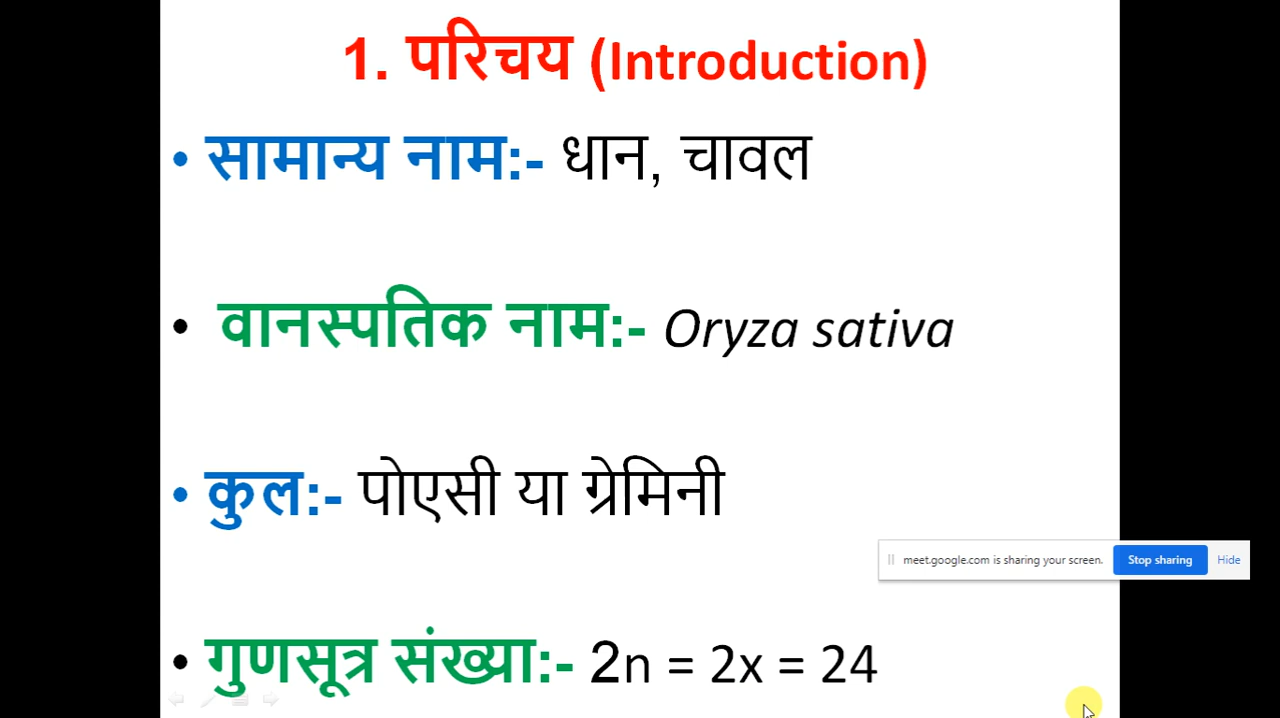 1. परिचय (Introduction)
• सामान्य नाम:- धान, चावल
• वानस्पतिक नाम:- Oryza sativa
• कुल:- पोएसी या ग्रेमिनी
meet.google.com is sharing your screen. Stop sharing Hide
• गुणसूत्र संख्या:- 2n = 2x = 24